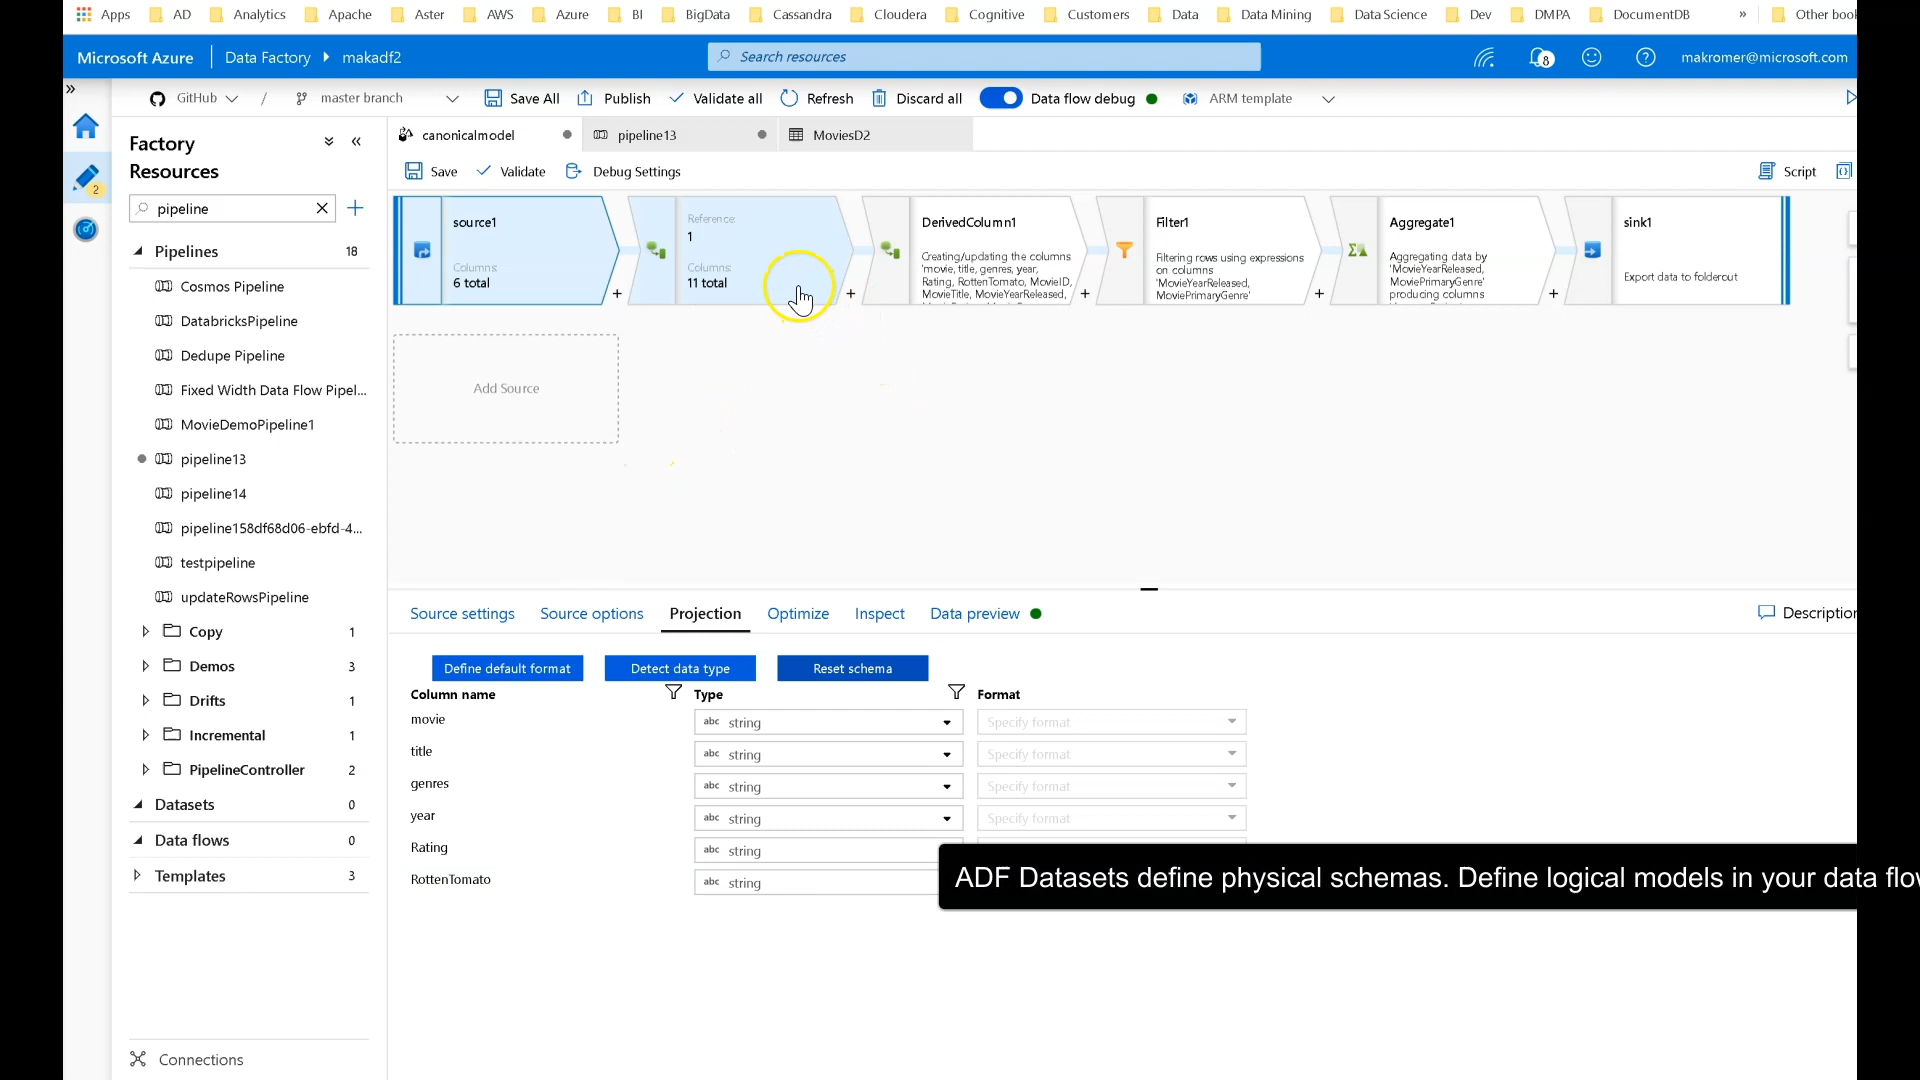 Apps AD Analytics Apache Aster AWS Azure BI BigData Cassandra Cloudera Cognitive Customers Data Data Mining Data Science Dev DMPA DocumentDB » Other book
Microsoft Azure Data Factory makadf2 Search resources 8 makromer@microsoft.com
»
GitHub / master branch Save All Publish Validate all Refresh Discard all Data flow debug ARM template
Factory Resources
«
2
pipeline
Pipelines 18
Cosmos Pipeline
DatabricksPipeline
Dedupe Pipeline
Fixed Width Data Flow Pipel...
MovieDemoPipeline1
pipeline13
pipeline14
pipeline158df68d06-ebfd-4...
testpipeline
updateRowsPipeline
Copy 1
Demos 3
Drifts 1
Incremental 1
PipelineController 2
Datasets 0
Data flows 0
Templates 3
Connections
canonicalmodel pipeline13 MoviesD2
Save Validate Debug Settings Script
source1
Columns:
6 total
+
Reference:
1
Columns:
11 total
+
DerivedColumn1
Creating/updating the columns
'movie, title, genres, year,
Rating, RottenTomato, MovieID,
MovieTitle, MovieYearReleased,
+
Filter1
Filtering rows using expressions
on columns
'MovieYearReleased,
MoviePrimaryGenre'
+
Aggregate1
Aggregating data by
'MovieYearReleased,
MoviePrimaryGenre'
producing columns
+
sink1
Export data to folderout
Add Source
Source settings Source options Projection Optimize Inspect Data preview Description
Define default format Detect data type Reset schema
Column name Type Format
movie abc string Specify format
title abc string Specify format
genres abc string Specify format
year abc string Specify format
Rating abc string
RottenTomato abc string
ADF Datasets define physical schemas. Define logical models in your data flow